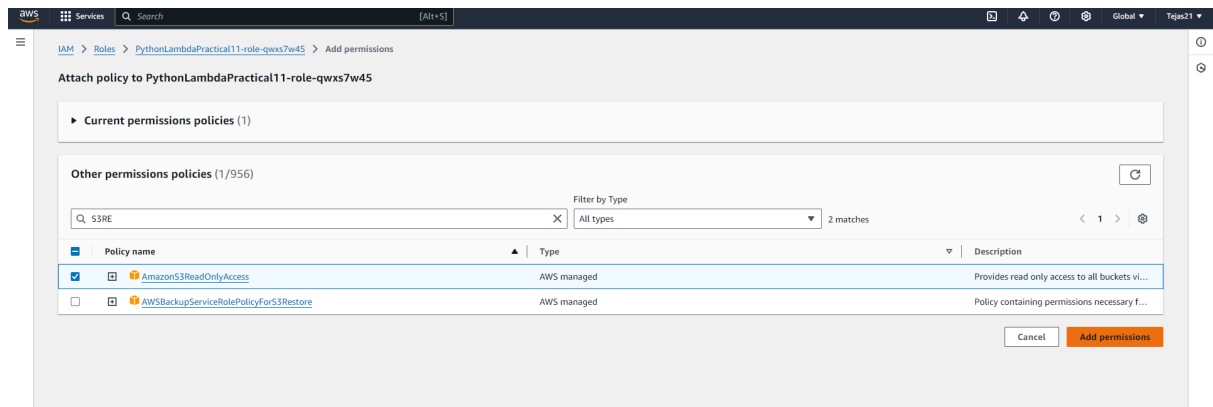 aws Services Search [Alt+S] Global ▼ Tejas21 ▼
IAM > Roles > PythonLambdaPractical11-role-qwxs7w45 > Add permissions
Attach policy to PythonLambdaPractical11-role-qwxs7w45
▶ Current permissions policies (1)
Other permissions policies (1/956)
Filter by Type
S3RE All types ▼ 2 matches < 1 >
Policy name ▲ Type ▽ Description
AmazonS3ReadOnlyAccess AWS managed Provides read only access to all buckets vi...
AWSBackupServiceRolePolicyForS3Restore AWS managed Policy containing permissions necessary f...
Cancel Add permissions